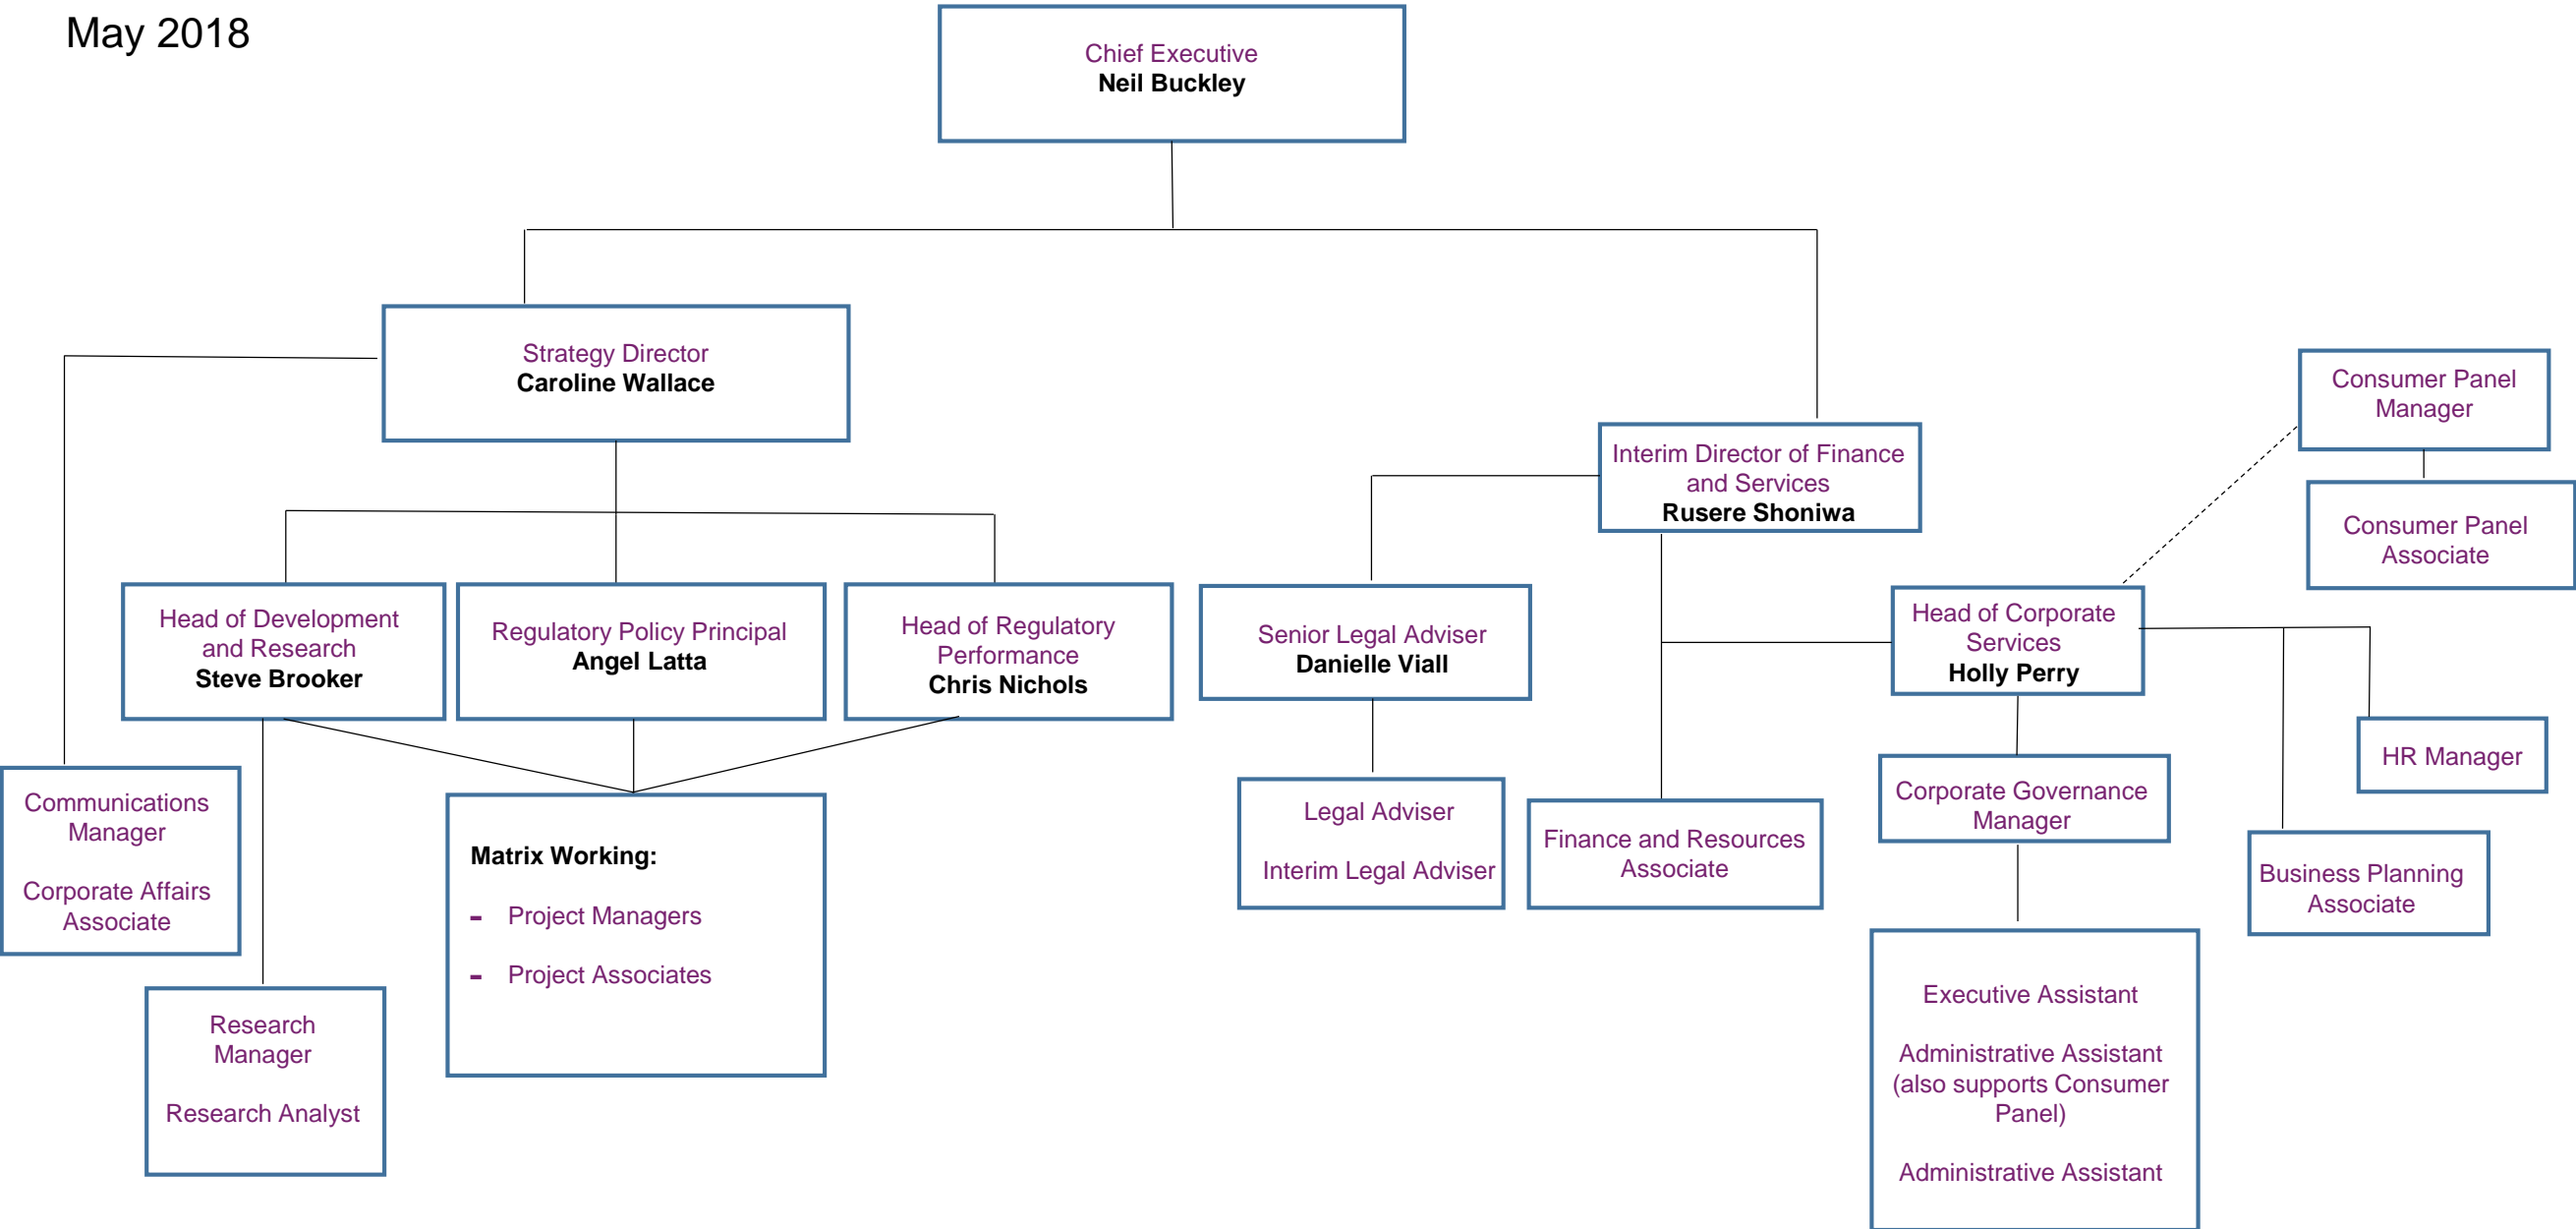 May 2018
Chief Executive
Neil Buckley
Strategy Director
Caroline Wallace
Interim Director of Finance
and Services
Rusere Shoniwa
Consumer Panel
Manager
Consumer Panel
Associate
Head of Development
and Research
Steve Brooker
Regulatory Policy Principal
Angel Latta
Head of Regulatory
Performance
Chris Nichols
Senior Legal Adviser
Danielle Viall
Head of Corporate
Services
Holly Perry
Communications
Manager
Corporate Affairs
Associate
Research
Manager
Research Analyst
Matrix Working:
- Project Managers
- Project Associates
Legal Adviser
Interim Legal Adviser
Finance and Resources
Associate
Corporate Governance
Manager
HR Manager
Business Planning
Associate
Executive Assistant
Administrative Assistant
(also supports Consumer
Panel)
Administrative Assistant